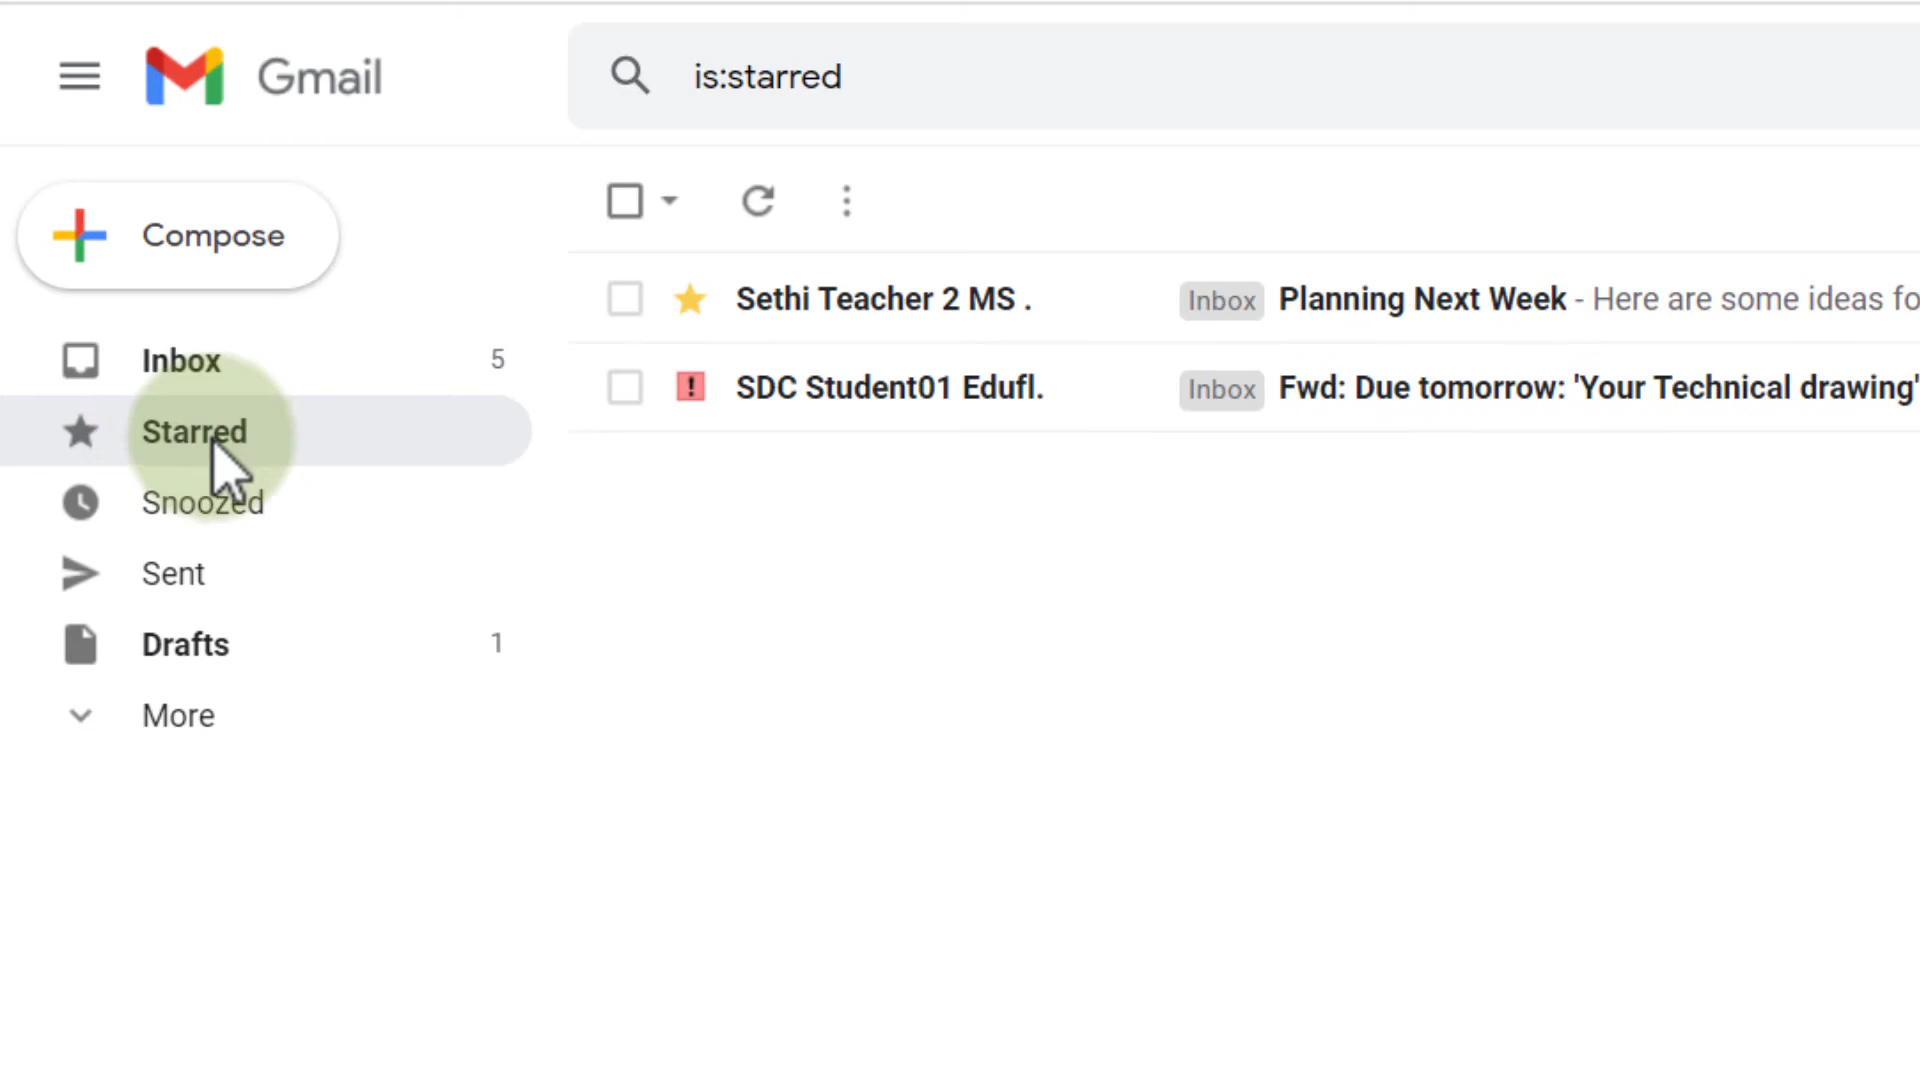 Gmail
is:starred
Compose
Sethi Teacher 2 MS . Inbox Planning Next Week - Here are some ideas fo
Inbox 5
SDC Student01 Edufl. Inbox Fwd: Due tomorrow: 'Your Technical drawing'
Starred
Snoozed
Sent
Drafts 1
More